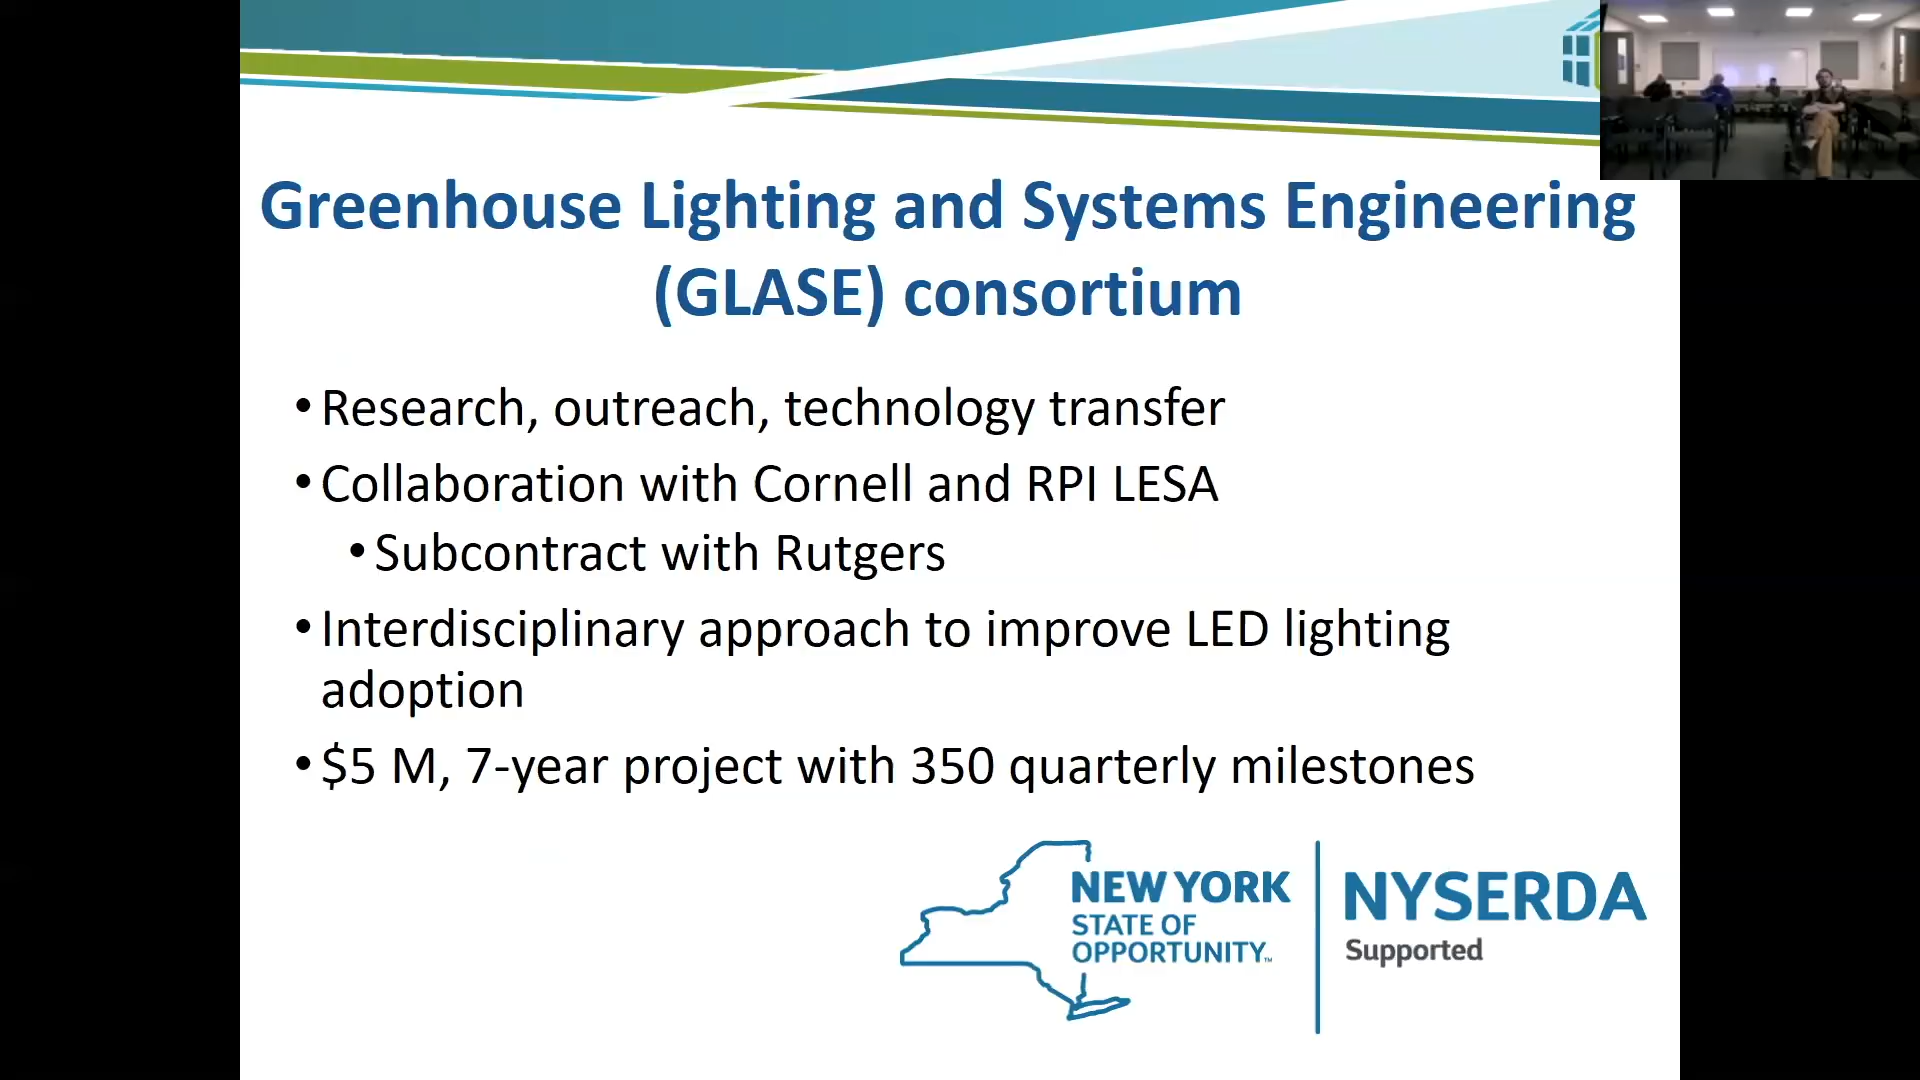 Greenhouse Lighting and Systems Engineering
(GLASE) consortium
• Research, outreach, technology transfer
• Collaboration with Cornell and RPI LESA
• Subcontract with Rutgers
• Interdisciplinary approach to improve LED lighting
adoption
• $5 M, 7-year project with 350 quarterly milestones
NEW YORK
STATE OF
OPPORTUNITY™
NYSERDA
Supported